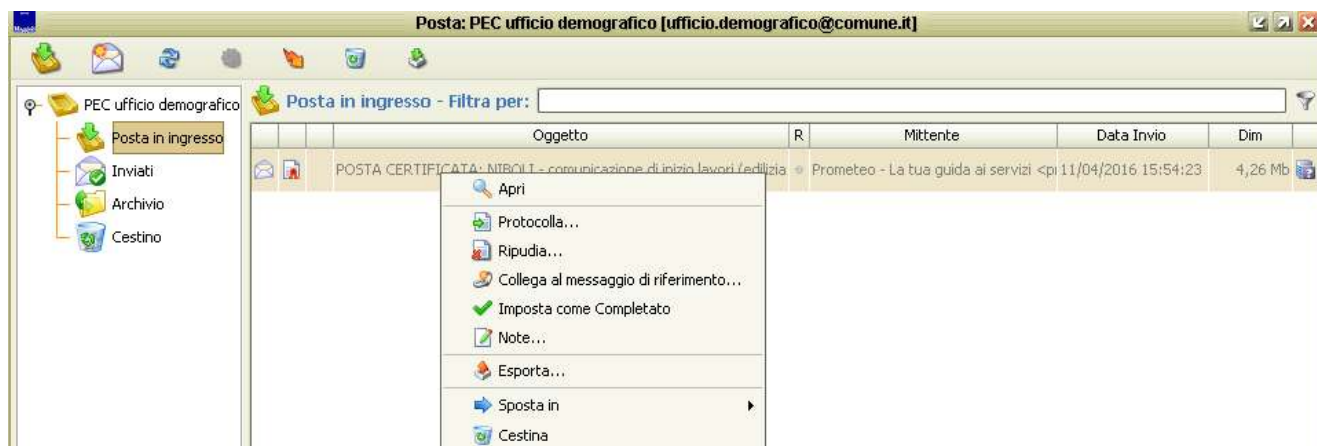 Posta: PEC ufficio demografico [ufficio.demografico@comune.it]
PEC ufficio demografico
Posta in ingresso
Inviati
Archivio
Cestino
Posta in ingresso - Filtra per:
Oggetto R Mittente Data Invio Dim
POSTA CERTIFICATA: NIBOLI - comunicazione di inizio lavori (edilizia Prometeo - La tua guida ai servizi <pr 11/04/2016 15:54:23 4,26 Mb
Apri
Protocolla...
Ripudia...
Collega al messaggio di riferimento...
Imposta come Completato
Note...
Esporta...
Sposta in
Cestina